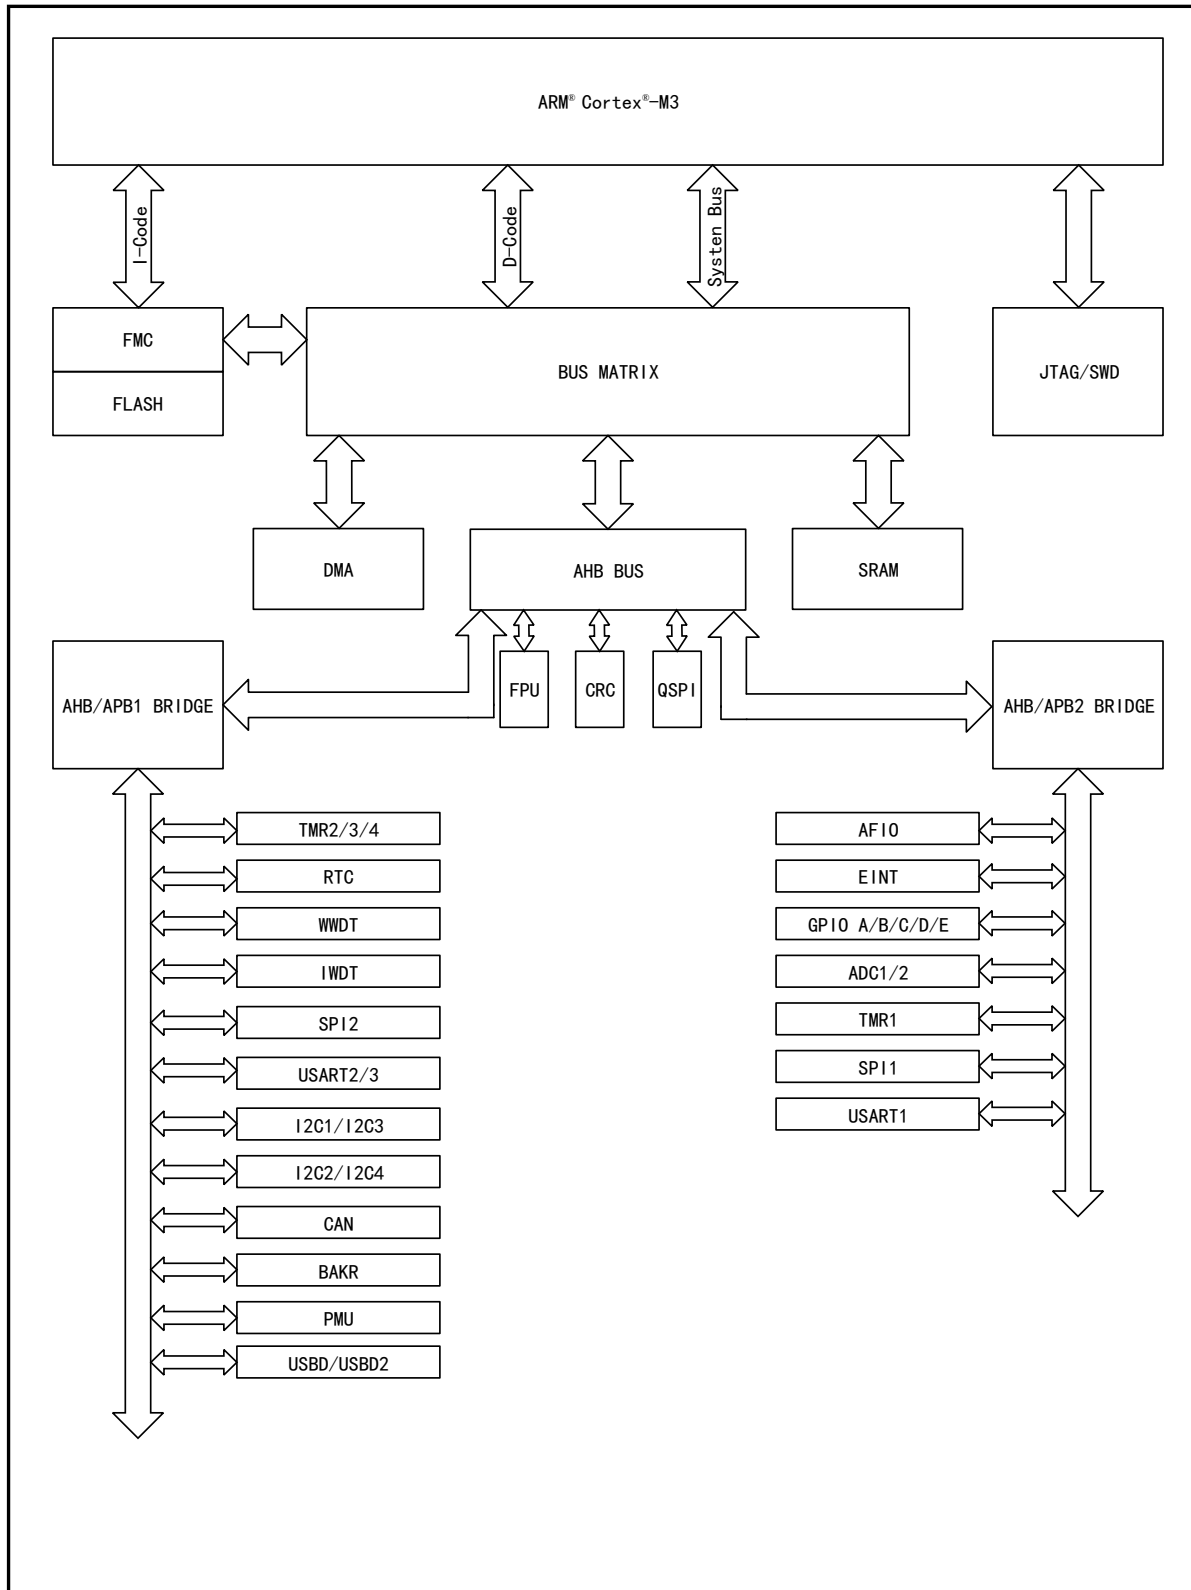 ARM® Cortex®-M3
I-Code
D-Code
Systen Bus
FMC
FLASH
BUS MATRIX
JTAG/SWD
DMA
AHB BUS
SRAM
FPU
CRC
QSPI
AHB/APB1 BRIDGE
AHB/APB2 BRIDGE
TMR2/3/4
RTC
WWDT
IWDT
SPI2
USART2/3
I2C1/I2C3
I2C2/I2C4
CAN
BAKR
PMU
USBD/USBD2
AFIO
EINT
GPIO A/B/C/D/E
ADC1/2
TMR1
SPI1
USART1